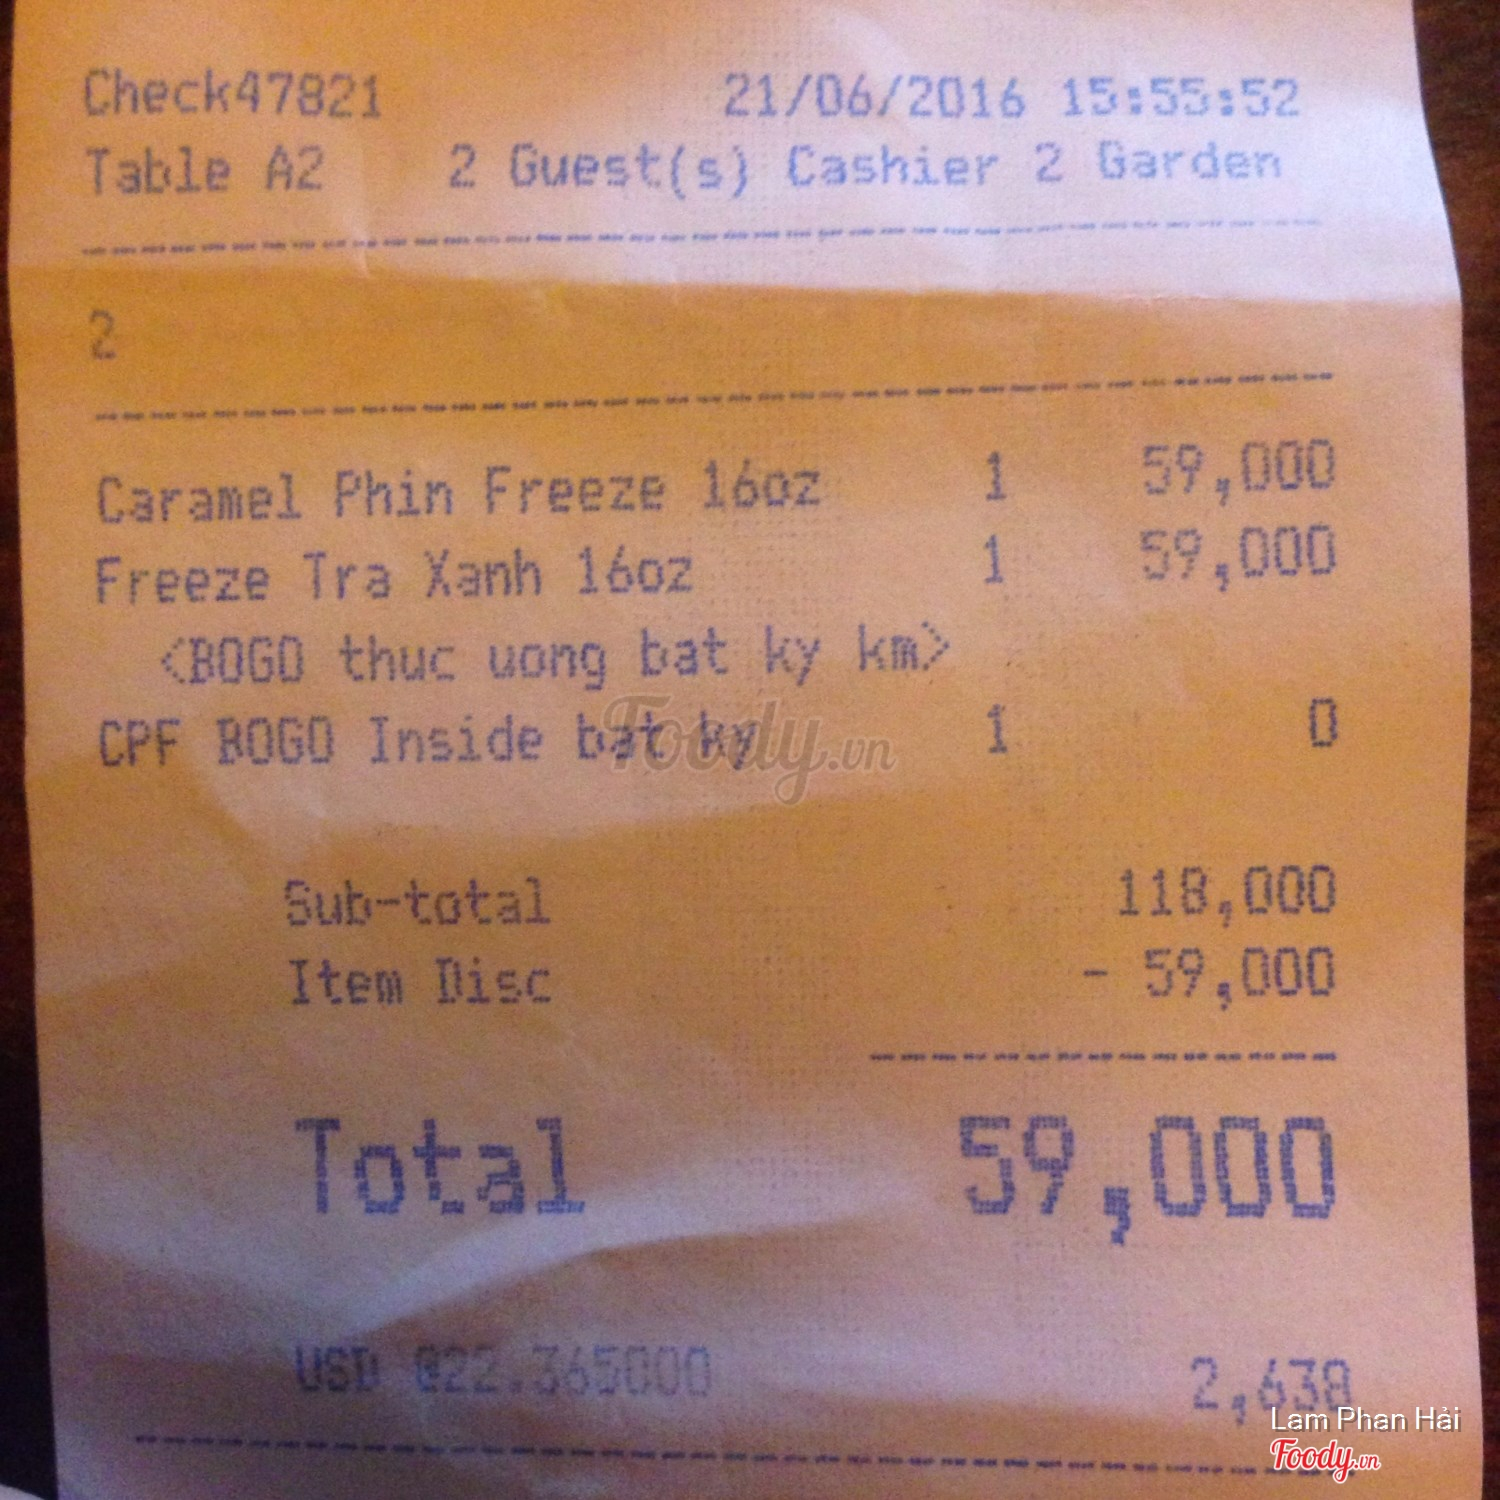 Check47821 21/06/2016 15:55:52
Table A2 2 Guest(s) Cashier 2 Garden
2
Caramel Phin Freeze 16oz 1 59,000
Freeze Tra Xanh 16oz 1 59,000
<BOGO thuc uong bat ky km>
CPF BOGO Inside bat ky 1 0
Foody.vn
Sub-total 118,000
Item Disc - 59,000
Total 59,000
USD @22.365000 2,638
Lam Phan Hải
Foody.vn